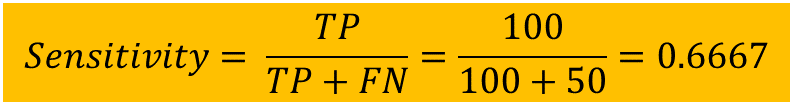 Sensitivity = TP / (TP + FN) = 100 / (100 + 50) = 0.6667